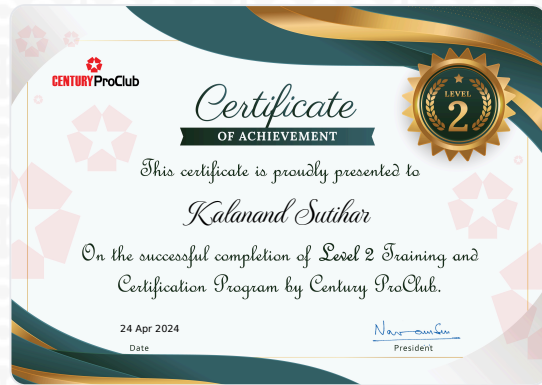 CENTURY ProClub
LEVEL
2
Certificate
OF ACHIEVEMENT
This certificate is proudly presented to
Kalanand Sutihar
On the successful completion of Level 2 Training and
Certification Program by Century ProClub.
24 Apr 2024
Date
President